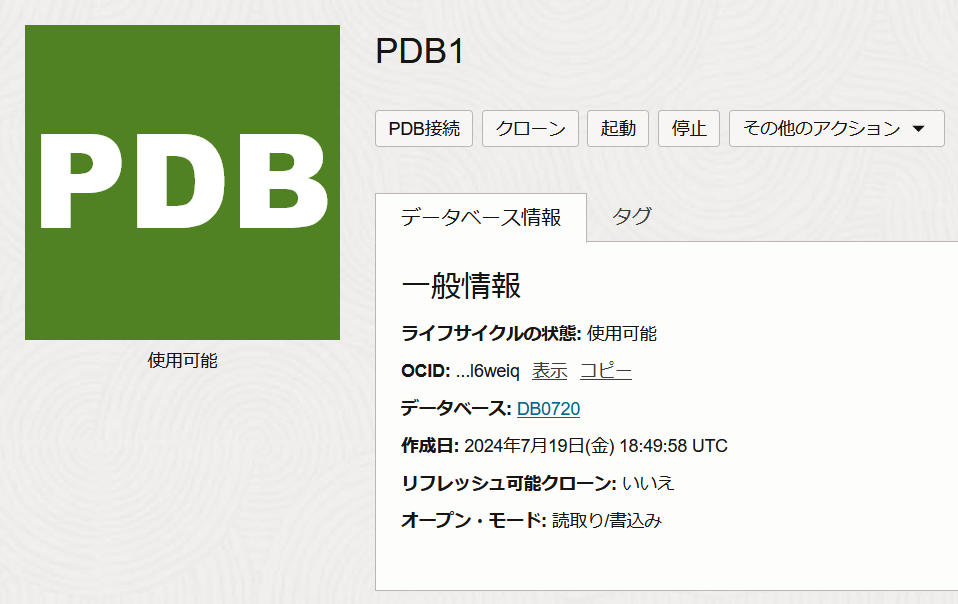 PDB
使用可能
PDB1
PDB接続 クローン 起動 停止 その他のアクション
データベース情報 タグ
一般情報
ライフサイクルの状態: 使用可能
OCID: ...l6weiq 表示 コピー
データベース: DB0720
作成日: 2024年7月19日(金) 18:49:58 UTC
リフレッシュ可能クローン: いいえ
オープン・モード: 読取り/書込み